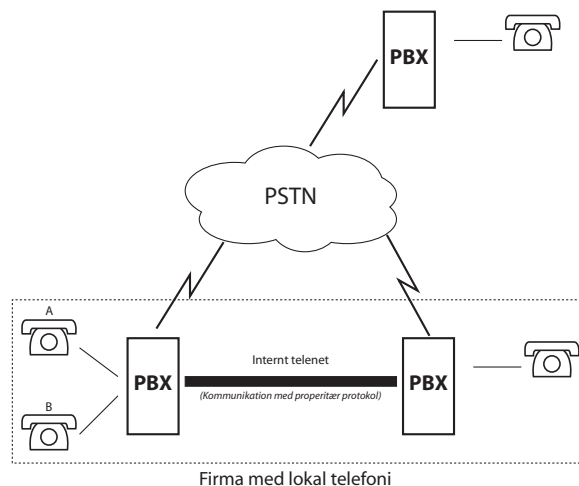 PBX
PSTN
A
B
PBX
Internt telenet
(Kommunikation med properitær protokol)
PBX
Firma med lokal telefoni